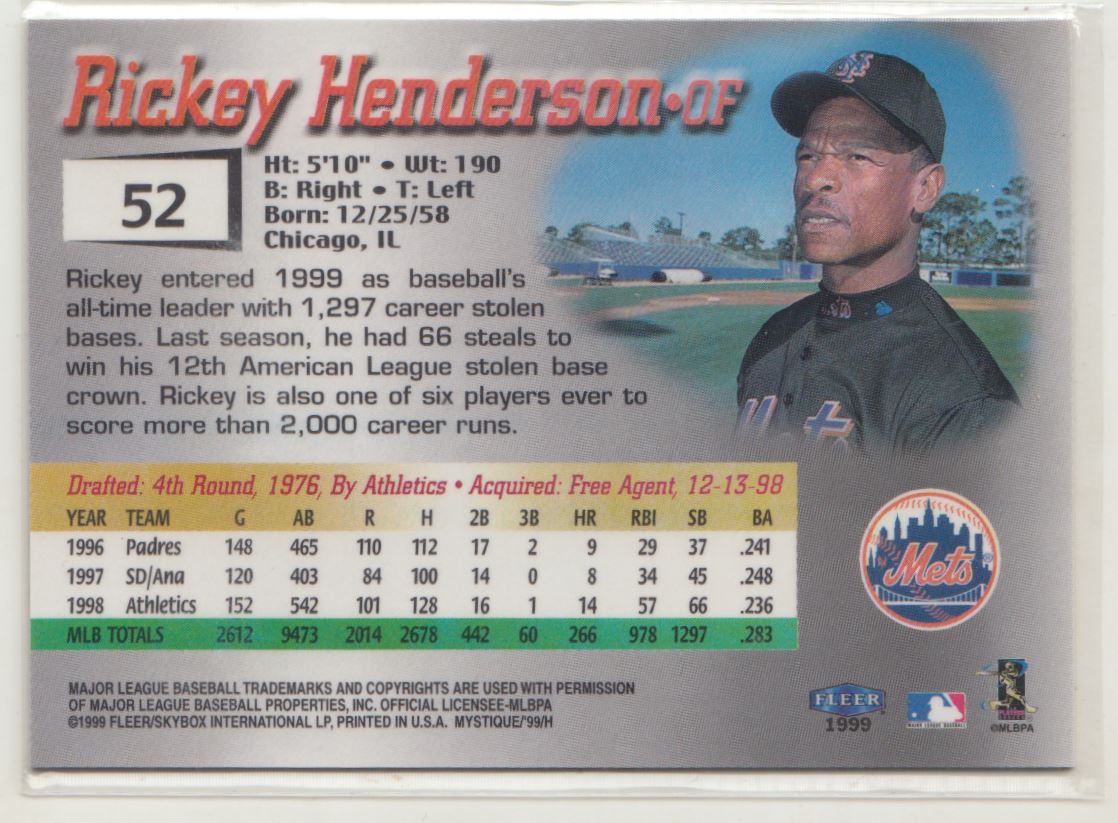 Rickey Henderson•OF
52
Ht: 5'10" • Wt: 190
B: Right • T: Left
Born: 12/25/58
Chicago, IL
Rickey entered 1999 as baseball's
all-time leader with 1,297 career stolen
bases. Last season, he had 66 steals to
win his 12th American League stolen base
crown. Rickey is also one of six players ever to
score more than 2,000 career runs.
Mets
Drafted: 4th Round, 1976, By Athletics • Acquired: Free Agent, 12-13-98
YEAR TEAM G AB R H 2B 3B HR RBI SB BA
1996 Padres 148 465 110 112 17 2 9 29 37 .241
1997 SD/Ana 120 403 84 100 14 0 8 34 45 .248
1998 Athletics 152 542 101 128 16 1 14 57 66 .236
MLB TOTALS 2612 9473 2014 2678 442 60 266 978 1297 .283
Mets
MAJOR LEAGUE BASEBALL TRADEMARKS AND COPYRIGHTS ARE USED WITH PERMISSION
OF MAJOR LEAGUE BASEBALL PROPERTIES, INC. OFFICIAL LICENSEE-MLBPA
©1999 FLEER/SKYBOX INTERNATIONAL LP, PRINTED IN U.S.A. MYSTIQUE/'99/H
FLEER
1999
MAJOR LEAGUE BASEBALL
©MLBPA